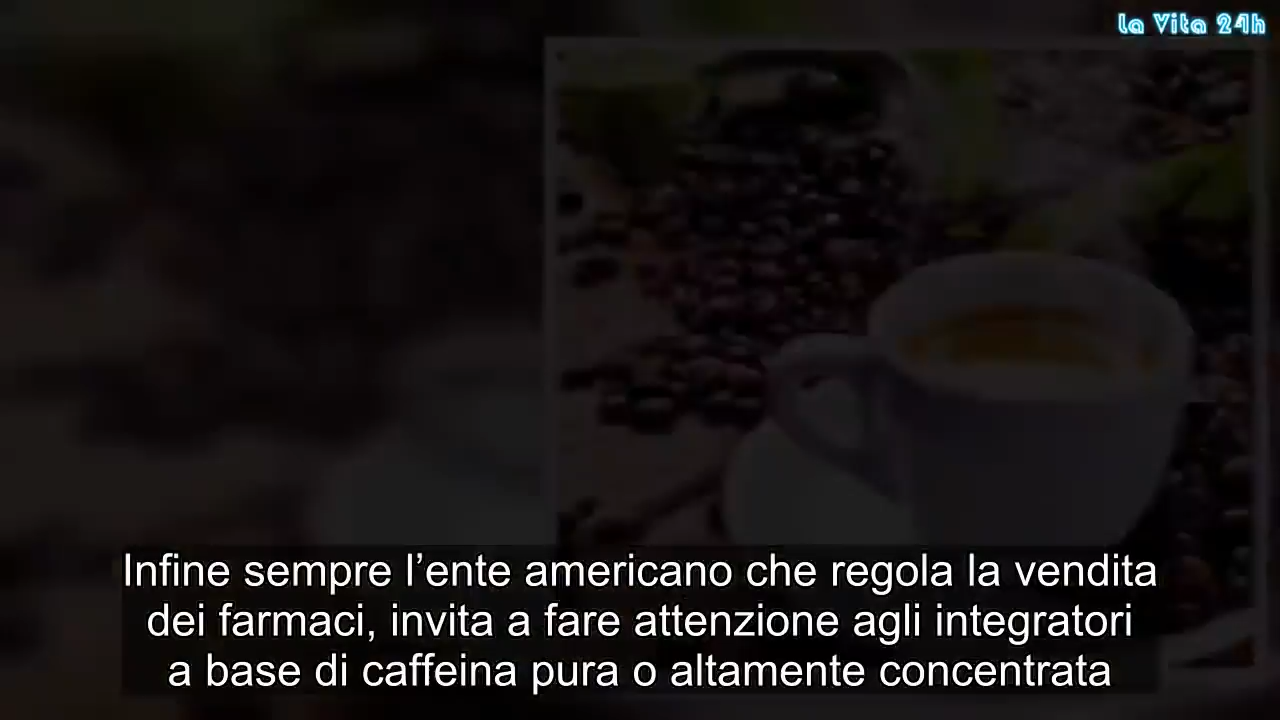 la Vita 24h
Infine sempre l’ente americano che regola la vendita
dei farmaci, invita a fare attenzione agli integratori
a base di caffeina pura o altamente concentrata